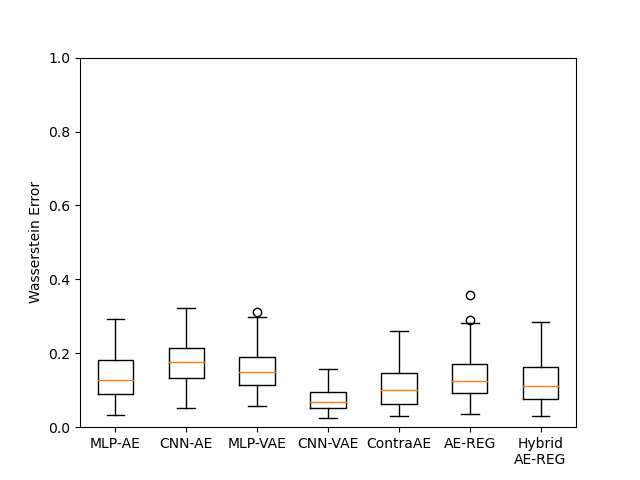 1.0
0.8
0.6
0.4
0.2
0.0
Wasserstein Error
MLP-AE
CNN-AE
MLP-VAE
CNN-VAE
ContraAE
AE-REG
Hybrid
AE-REG